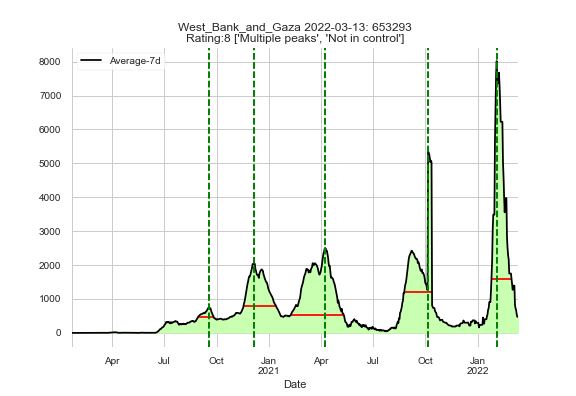 West_Bank_and_Gaza 2022-03-13: 653293
Rating:8 ['Multiple peaks', 'Not in control']
Average-7d
8000
7000
6000
5000
4000
3000
2000
1000
0
Apr Jul Oct Jan Apr Jul Oct Jan
2021 2022
Date